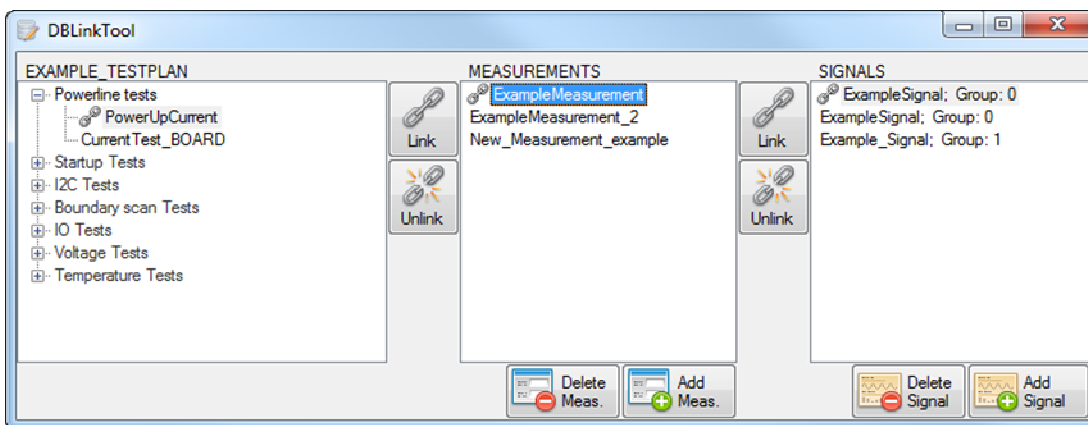 DBLinkTool
EXAMPLE_TESTPLAN
Powerline tests
PowerUpCurrent
CurrentTest_BOARD
Startup Tests
I2C Tests
Boundary scan Tests
IO Tests
Voltage Tests
Temperature Tests
Link
Unlink
MEASUREMENTS
ExampleMeasurement
ExampleMeasurement_2
New_Measurement_example
Delete
Meas.
Add
Meas.
Link
Unlink
SIGNALS
ExampleSignal; Group: 0
ExampleSignal; Group: 0
Example_Signal; Group: 1
Delete
Signal
Add
Signal